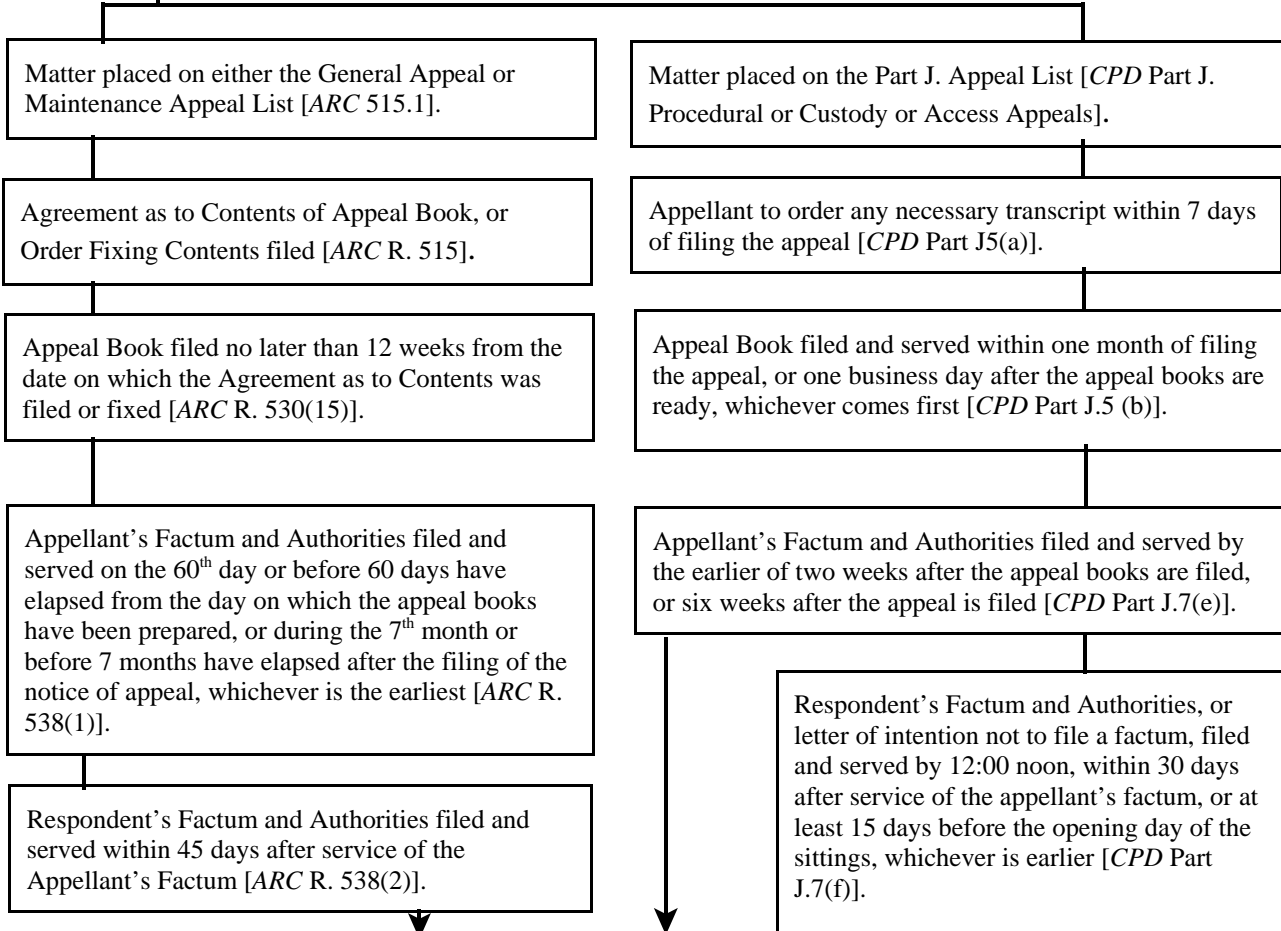 Matter placed on either the General Appeal or
Maintenance Appeal List [ARC 515.1].
Agreement as to Contents of Appeal Book, or
Order Fixing Contents filed [ARC R. 515].
Appeal Book filed no later than 12 weeks from the
date on which the Agreement as to Contents was
filed or fixed [ARC R. 530(15)].
Appellant’s Factum and Authorities filed and
served on the 60th day or before 60 days have
elapsed from the day on which the appeal books
have been prepared, or during the 7th month or
before 7 months have elapsed after the filing of the
notice of appeal, whichever is the earliest [ARC R.
538(1)].
Respondent’s Factum and Authorities filed and
served within 45 days after service of the
Appellant’s Factum [ARC R. 538(2)].
Matter placed on the Part J. Appeal List [CPD Part J.
Procedural or Custody or Access Appeals].
Appellant to order any necessary transcript within 7 days
of filing the appeal [CPD Part J5(a)].
Appeal Book filed and served within one month of filing
the appeal, or one business day after the appeal books are
ready, whichever comes first [CPD Part J.5 (b)].
Appellant’s Factum and Authorities filed and served by
the earlier of two weeks after the appeal books are filed,
or six weeks after the appeal is filed [CPD Part J.7(e)].
Respondent’s Factum and Authorities, or
letter of intention not to file a factum, filed
and served by 12:00 noon, within 30 days
after service of the appellant’s factum, or at
least 15 days before the opening day of the
sittings, whichever is earlier [CPD Part
J.7(f)].